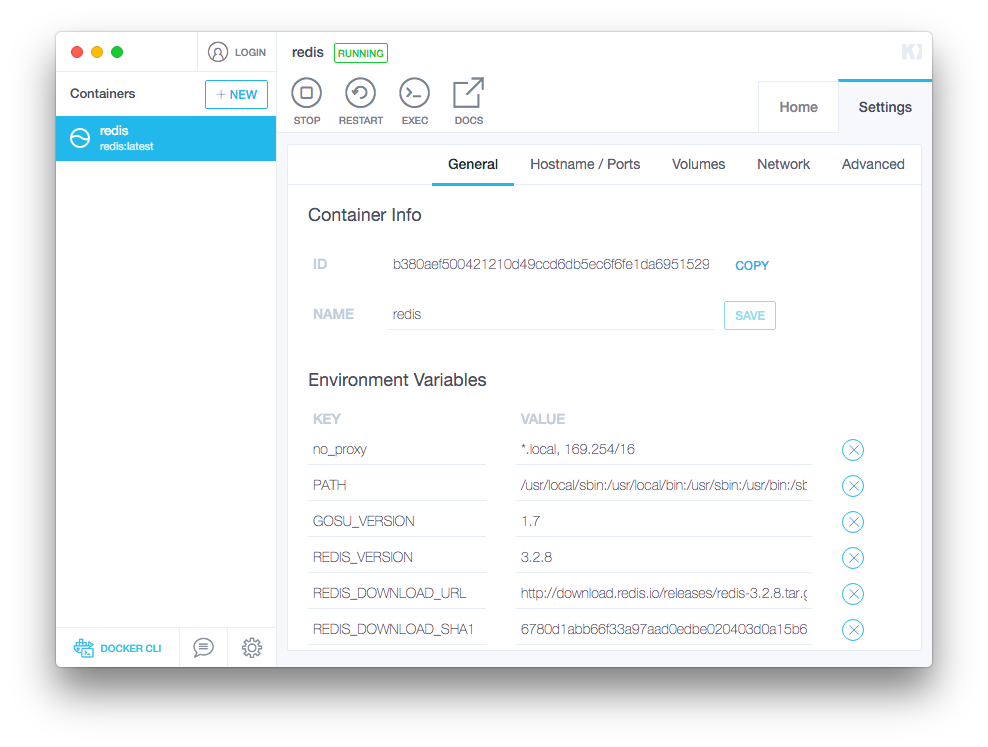 LOGIN
redis RUNNING
Containers
+ NEW
STOP RESTART EXEC DOCS
Home Settings
redis
redis:latest
General Hostname / Ports Volumes Network Advanced
Container Info
ID b380aef500421210d49ccd6db5ec6f6fe1da6951529 COPY
NAME redis SAVE
Environment Variables
KEY VALUE
no_proxy *.local, 169.254/16
PATH /usr/local/sbin:/usr/local/bin:/usr/sbin:/usr/bin:/sb
GOSU_VERSION 1.7
REDIS_VERSION 3.2.8
REDIS_DOWNLOAD_URL http://download.redis.io/releases/redis-3.2.8.tar.g
REDIS_DOWNLOAD_SHA1 6780d1abb66f33a97aad0edbe020403d0a15b6
DOCKER CLI